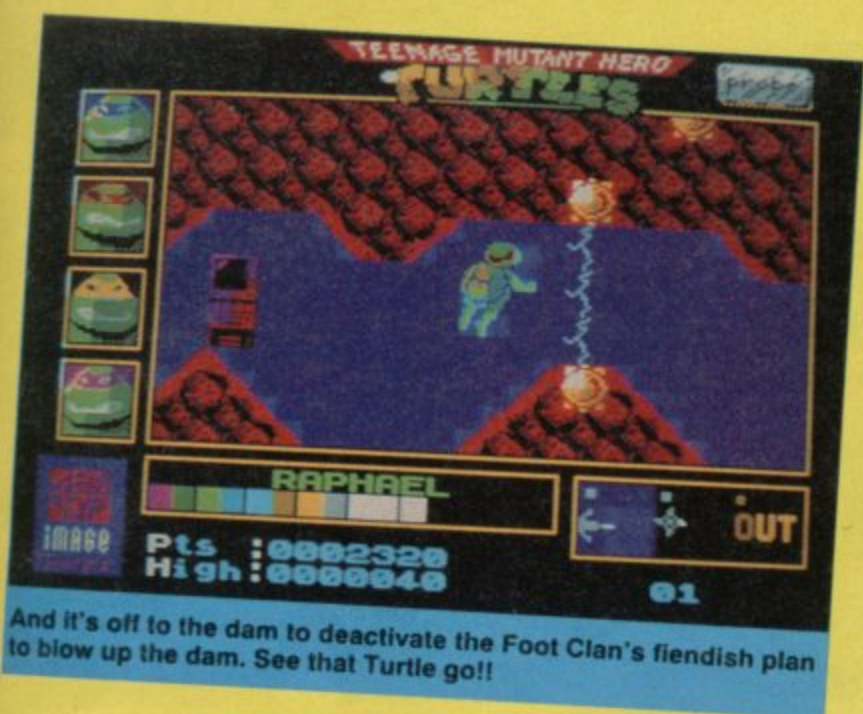 TEENAGE MUTANT HERO
TURTLES
RAPHAEL
OUT
iMAGe
Pts :0002320
High:0000040
01
And it's off to the dam to deactivate the Foot Clan's fiendish plan
to blow up the dam. See that Turtle go!!